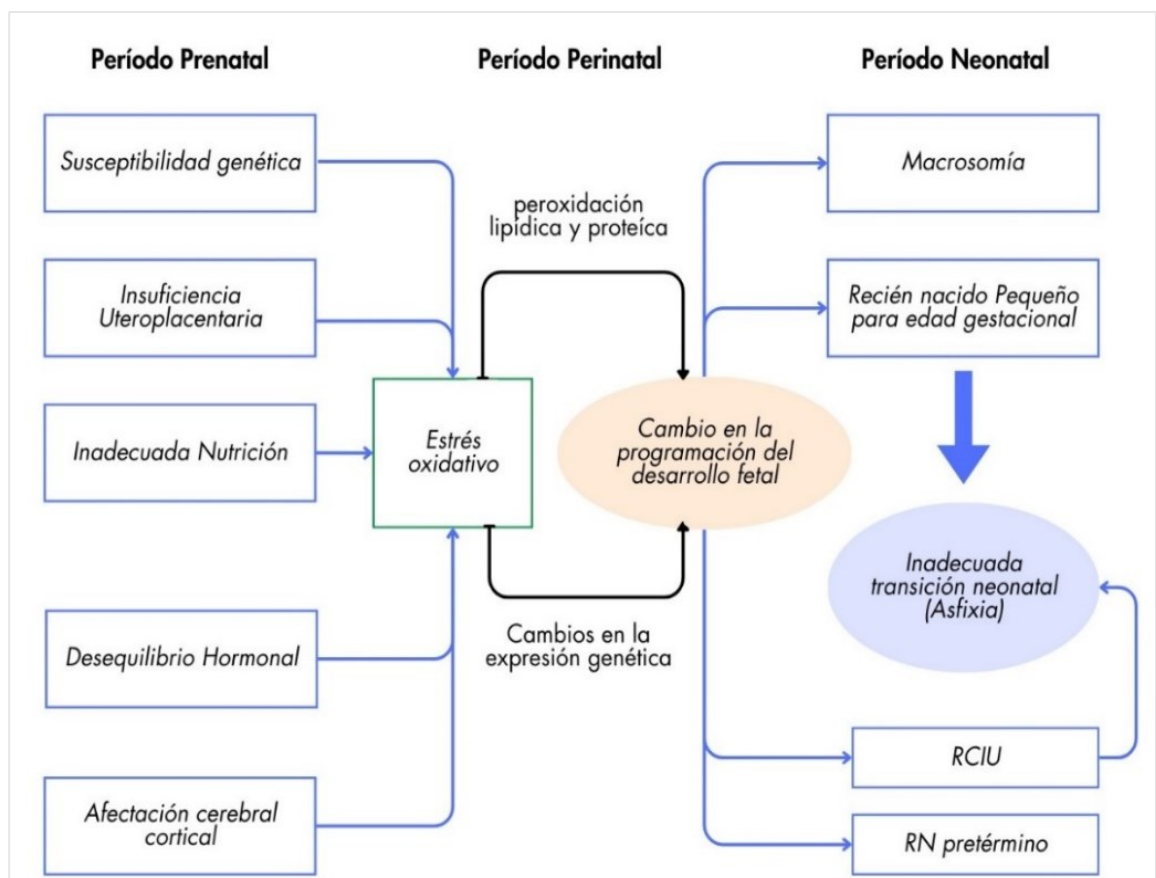 Período Prenatal
Período Perinatal
Período Neonatal
Susceptibilidad genética
Insuficiencia
Uteroplacentaria
Inadecuada Nutrición
Desequilibrio Hormonal
Afectación cerebral
cortical
peroxidación
lipídica y proteíca
Estrés
oxidativo
Cambios en la
expresión genética
Cambio en la
programación del
desarrollo fetal
Macrosomía
Recién nacido Pequeño
para edad gestacional
Inadecuada
transición neonatal
(Asfixia)
RCIU
RN pretérmino